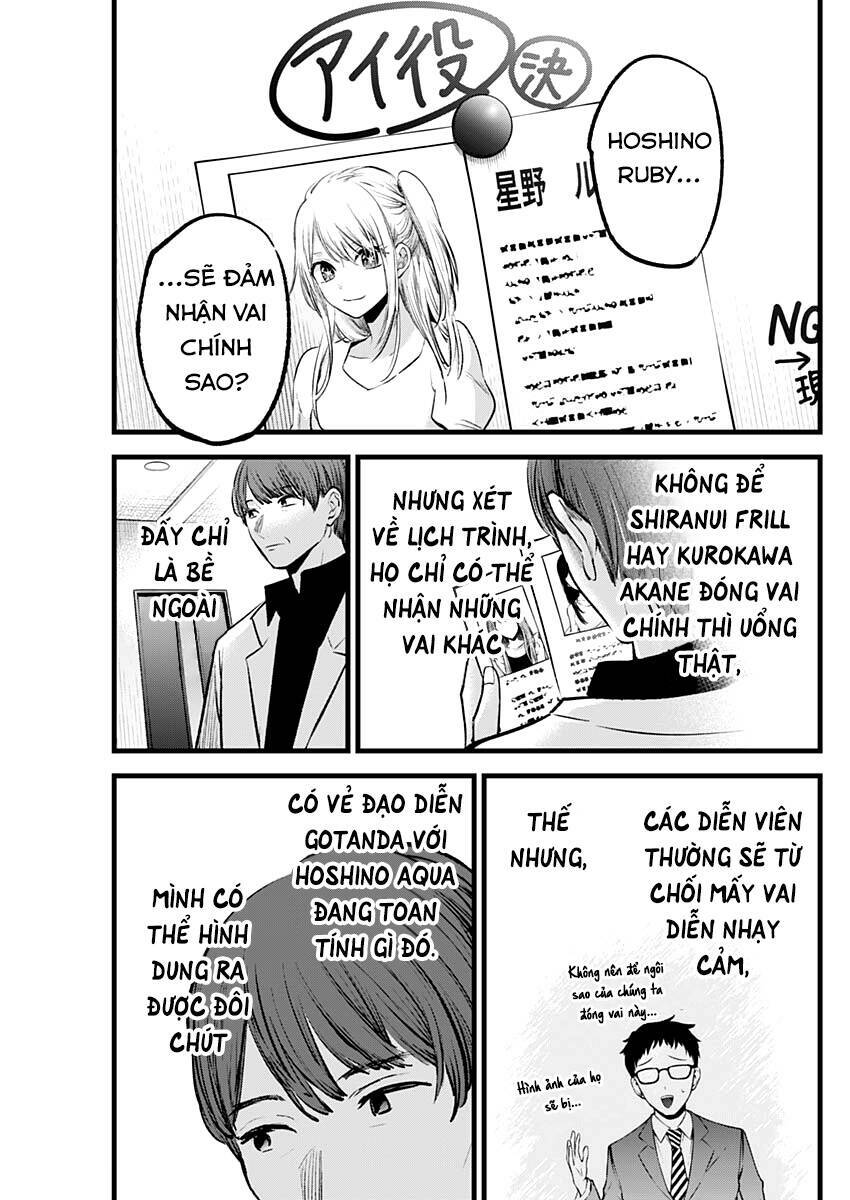 アイ役
決
HOSHINO
RUBY...
星野 ル
...SẼ ĐẢM
NHẬN VAI
CHÍNH
SAO?
NG
→
現
KHÔNG ĐỂ
SHIRANUI FRILL
HAY KUROKAWA
AKANE ĐÓNG VAI
CHÍNH THÌ UỔNG
THẬT,
NHƯNG XÉT
VỀ LỊCH TRÌNH,
HỌ CHỈ CÓ THỂ
NHẬN NHỮNG
VAI KHÁC
ĐẤY CHỈ
LÀ BỀ
NGOÀI
CÁC DIỄN VIÊN
THƯỜNG SẼ TỪ
CHỐI MẤY VAI
DIỄN NHẠY
CẢM,
Không nên để ngôi
sao của chúng ta
đóng vai này...
Hình ảnh của họ
sẽ bị...
THẾ
NHƯNG,
CÓ VẺ ĐẠO DIỄN
GOTANDA VỚI
HOSHINO AQUA
ĐANG TOAN
TÍNH GÌ ĐÓ.
MÌNH CÓ
THỂ HÌNH
DUNG RA
ĐƯỢC ĐÔI
CHÚT